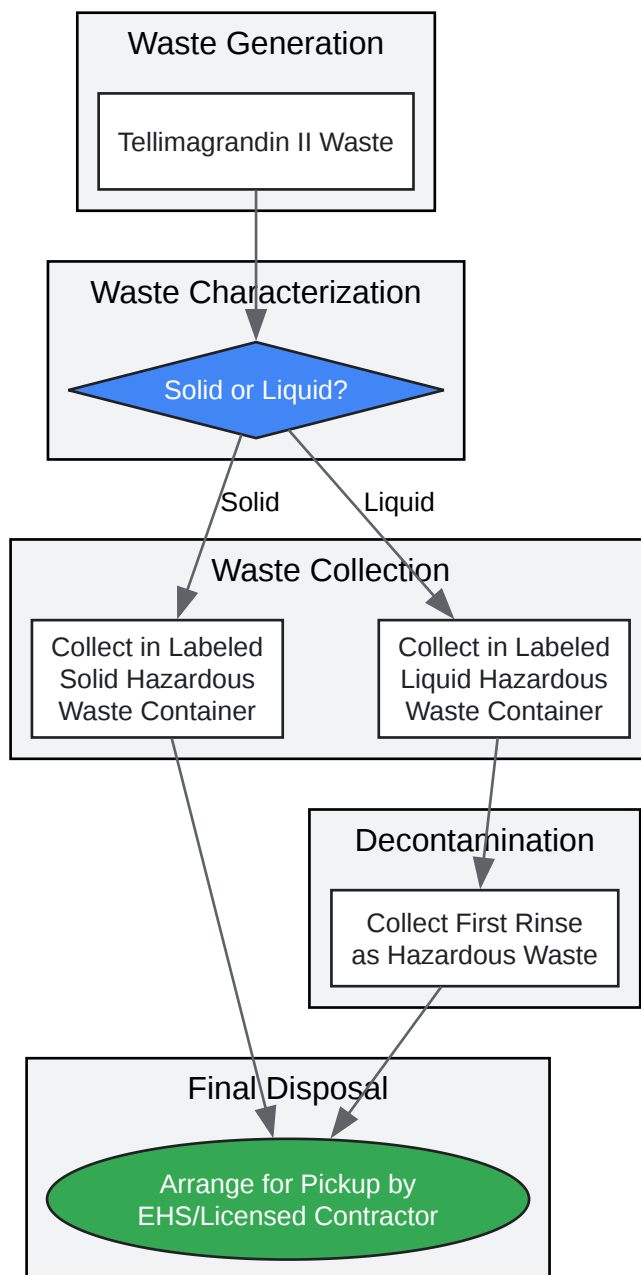 Waste Generation
Tellimagrandin II Waste
Waste Characterization
Solid or Liquid?
Solid
Liquid
Waste Collection
Collect in Labeled
Solid Hazardous
Waste Container
Collect in Labeled
Liquid Hazardous
Waste Container
Decontamination
Collect First Rinse
as Hazardous Waste
Final Disposal
Arrange for Pickup by
EHS/Licensed Contractor